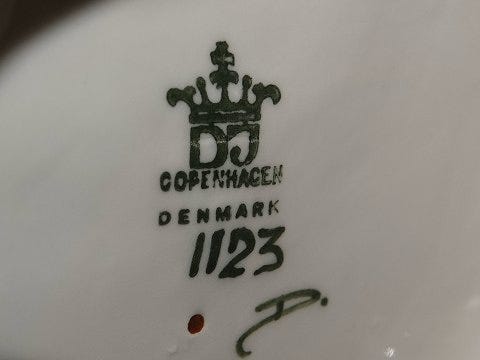 DJ
COPENHAGEN
DENMARK
1123
D.